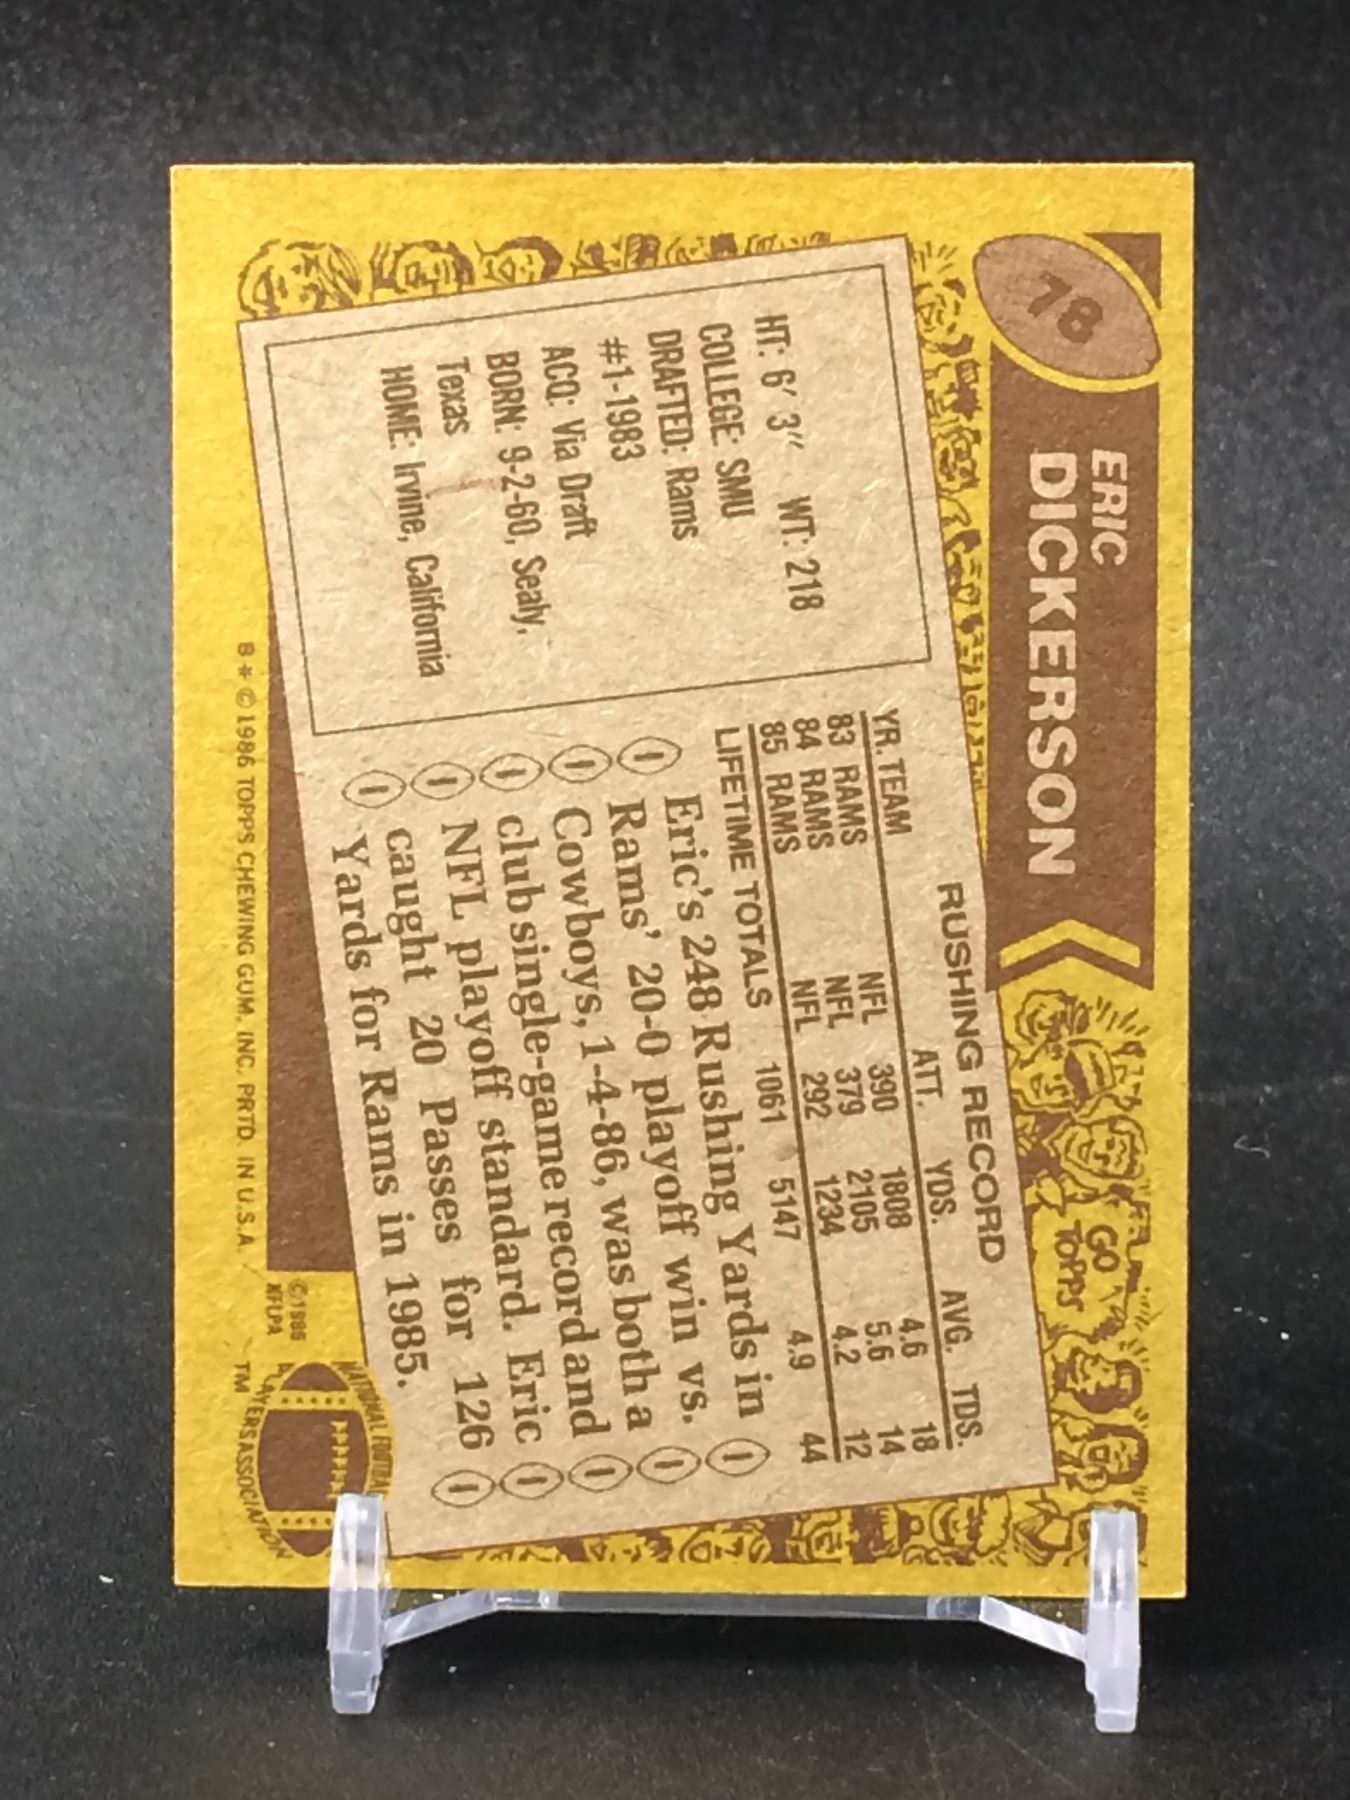 78
ERIC
DICKERSON
HT: 6' 3" WT: 218
COLLEGE: SMU
DRAFTED: Rams
#1-1983
ACQ: Via Draft
BORN: 9-2-60, Sealy,
Texas
HOME: Irvine, California
RUSHING RECORD
YR. TEAM ATT. YDS. AVG. TDS.
83 RAMS NFL 390 1808 4.6 18
84 RAMS NFL 379 2105 5.6 14
85 RAMS NFL 292 1234 4.2 12
LIFETIME TOTALS 1061 5147 4.9 44
Eric's 248 Rushing Yards in
Rams' 20-0 playoff win vs.
Cowboys, 1-4-86, was both a
club single-game record and
NFL playoff standard. Eric
caught 20 Passes for 126
Yards for Rams in 1985.
GO
TOPPS
B*©1986 TOPPS CHEWING GUM, INC. PRTD. IN U.S.A.
©1986
NFLPA
NATIONAL FOOTBALL
PLAYERS ASSOCIATION
TM